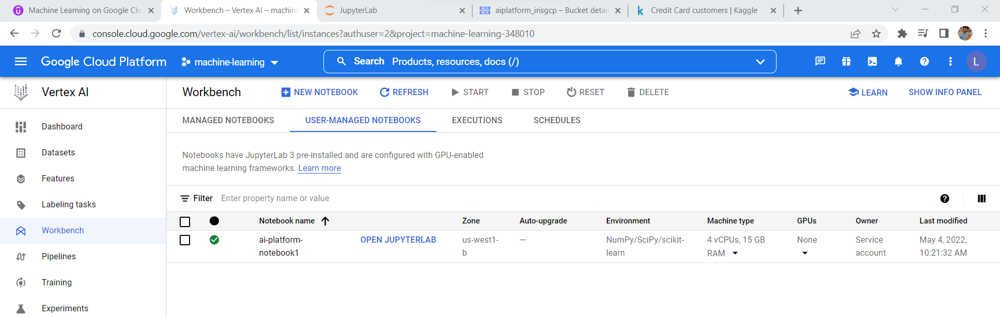 Machine Learning on Google Clo
Workbench – Vertex AI – machine
JupyterLab
aiplatform_irisgcp – Bucket detail
Credit Card customers | Kaggle
console.cloud.google.com/vertex-ai/workbench/list/instances?authuser=2&project=machine-learning-348010
Google Cloud Platform
machine-learning
Search Products, resources, docs (/)
L
Vertex AI
Workbench
NEW NOTEBOOK
REFRESH
START
STOP
RESET
DELETE
LEARN
SHOW INFO PANEL
MANAGED NOTEBOOKS
USER-MANAGED NOTEBOOKS
EXECUTIONS
SCHEDULES
Dashboard
Datasets
Features
Labeling tasks
Workbench
Pipelines
Training
Experiments
Notebooks have JupyterLab 3 pre-installed and are configured with GPU-enabled
machine learning frameworks. Learn more
Filter Enter property name or value
Notebook name
Zone
Auto-upgrade
Environment
Machine type
GPUs
Owner
Last modified
ai-platform-
notebook1
OPEN JUPYTERLAB
us-west1-
b
—
NumPy/SciPy/scikit-
learn
4 vCPUs, 15 GB
RAM
None
Service
account
May 4, 2022,
10:21:32 AM